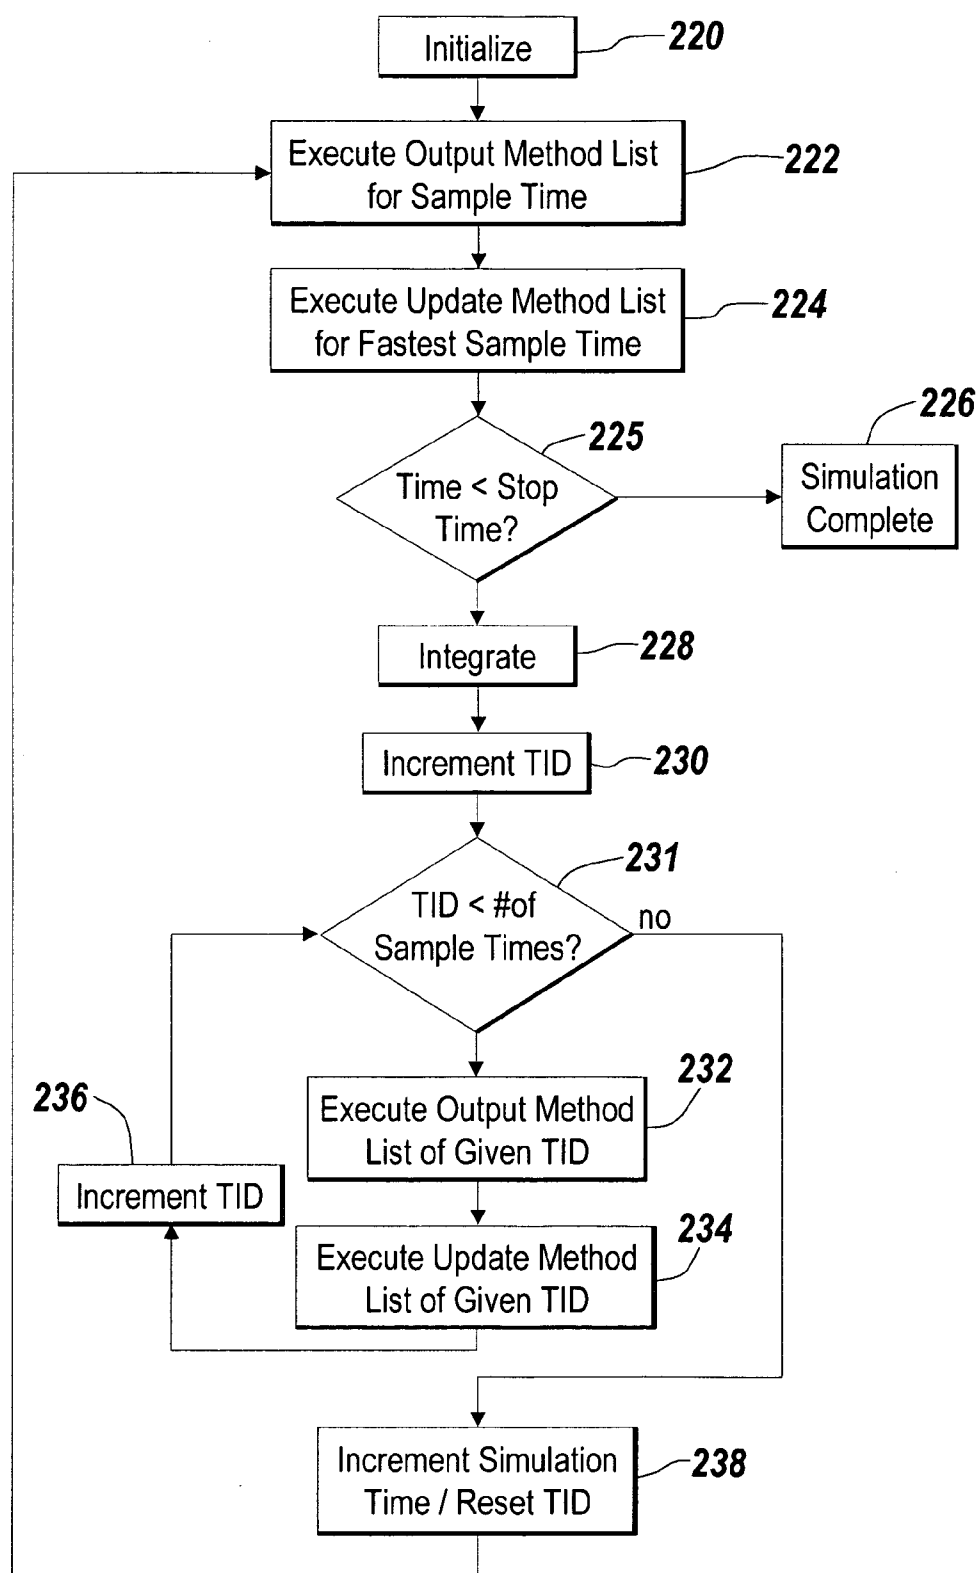 Initialize
220
Execute Output Method List
for Sample Time
222
Execute Update Method List
for Fastest Sample Time
224
225
Time < Stop
Time?
226
Simulation
Complete
Integrate
228
Increment TID
230
231
TID < #of
Sample Times?
no
232
Execute Output Method
List of Given TID
236
Increment TID
234
Execute Update Method
List of Given TID
Increment Simulation
Time / Reset TID
238